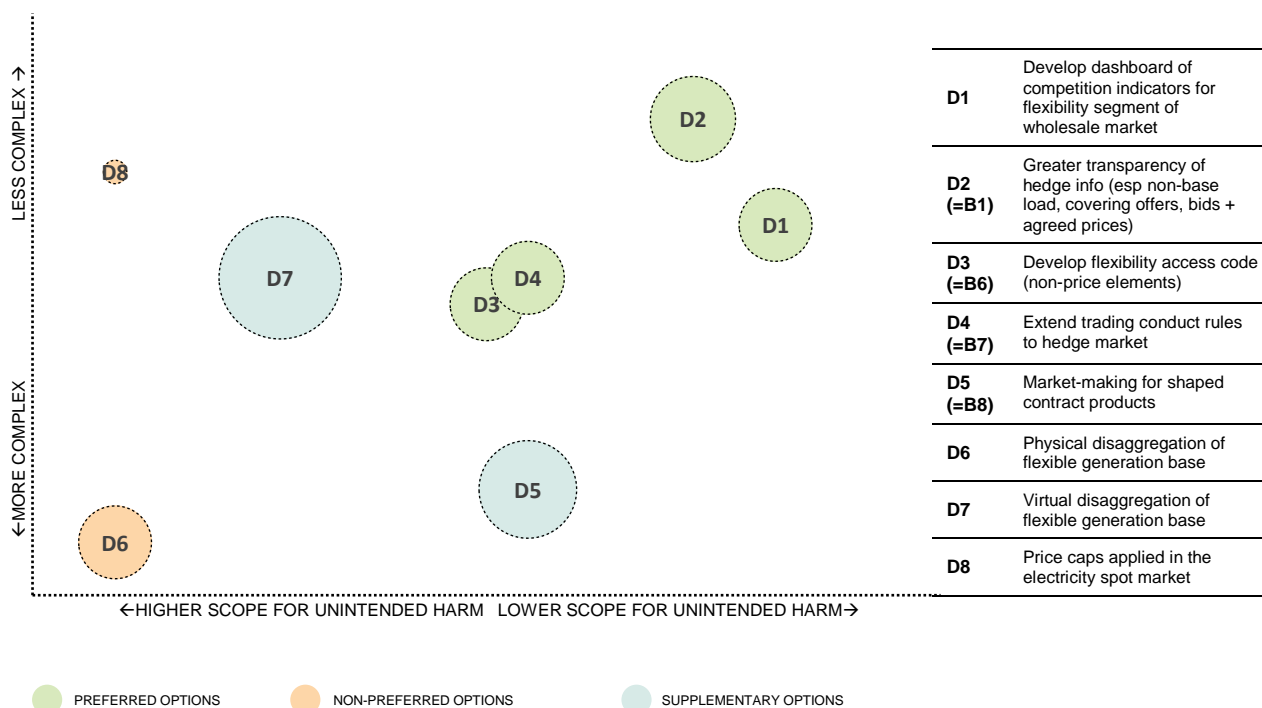 LESS COMPLEX →
←MORE COMPLEX
D2
D8
D1
D7
D4
D3
D5
D6
←HIGHER SCOPE FOR UNINTENDED HARM LOWER SCOPE FOR UNINTENDED HARM→
D1
Develop dashboard of
competition indicators for
flexibility segment of
wholesale market
D2
(=B1)
Greater transparency of
hedge info (esp non-base
load, covering offers, bids +
agreed prices)
D3
(=B6)
Develop flexibility access code
(non-price elements)
D4
(=B7)
Extend trading conduct rules
to hedge market
D5
(=B8)
Market-making for shaped
contract products
D6
Physical disaggregation of
flexible generation base
D7
Virtual disaggregation of
flexible generation base
D8
Price caps applied in the
electricity spot market
PREFERRED OPTIONS
NON-PREFERRED OPTIONS
SUPPLEMENTARY OPTIONS